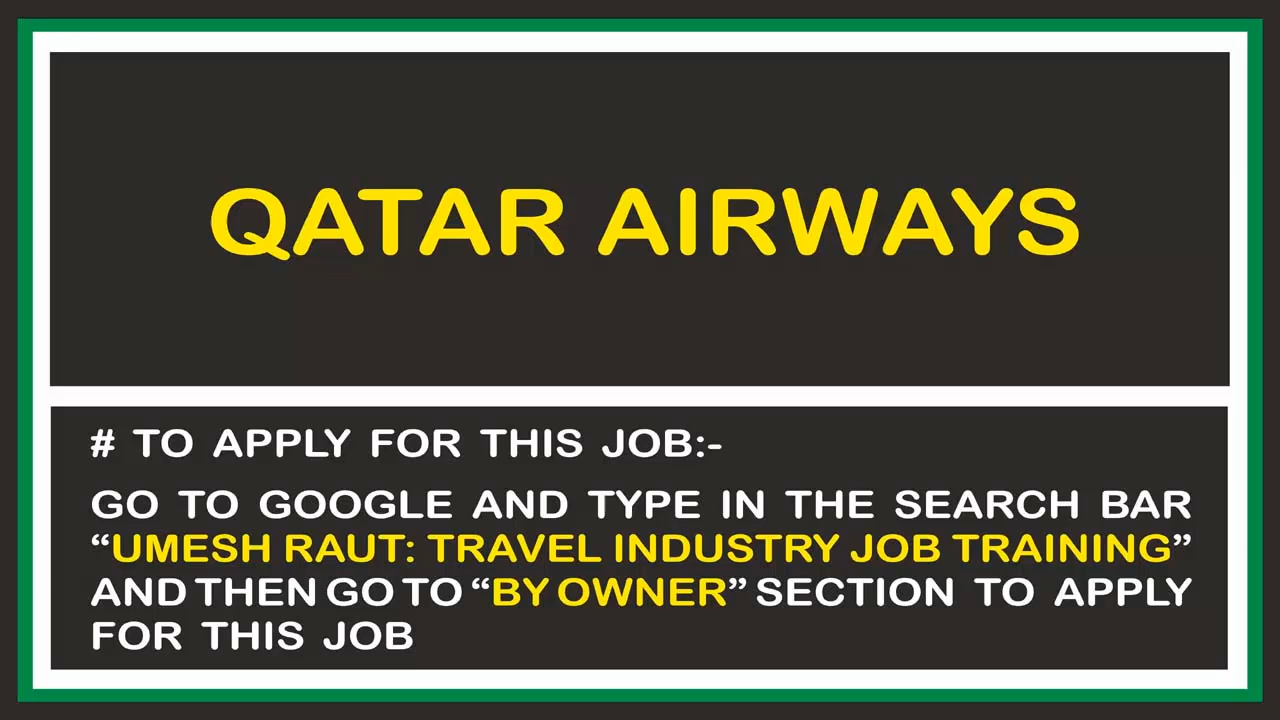 QATAR AIRWAYS
# TO APPLY FOR THIS JOB:-
GO TO GOOGLE AND TYPE IN THE SEARCH BAR
“UMESH RAUT: TRAVEL INDUSTRY JOB TRAINING”
AND THEN GO TO “BY OWNER” SECTION TO APPLY
FOR THIS JOB